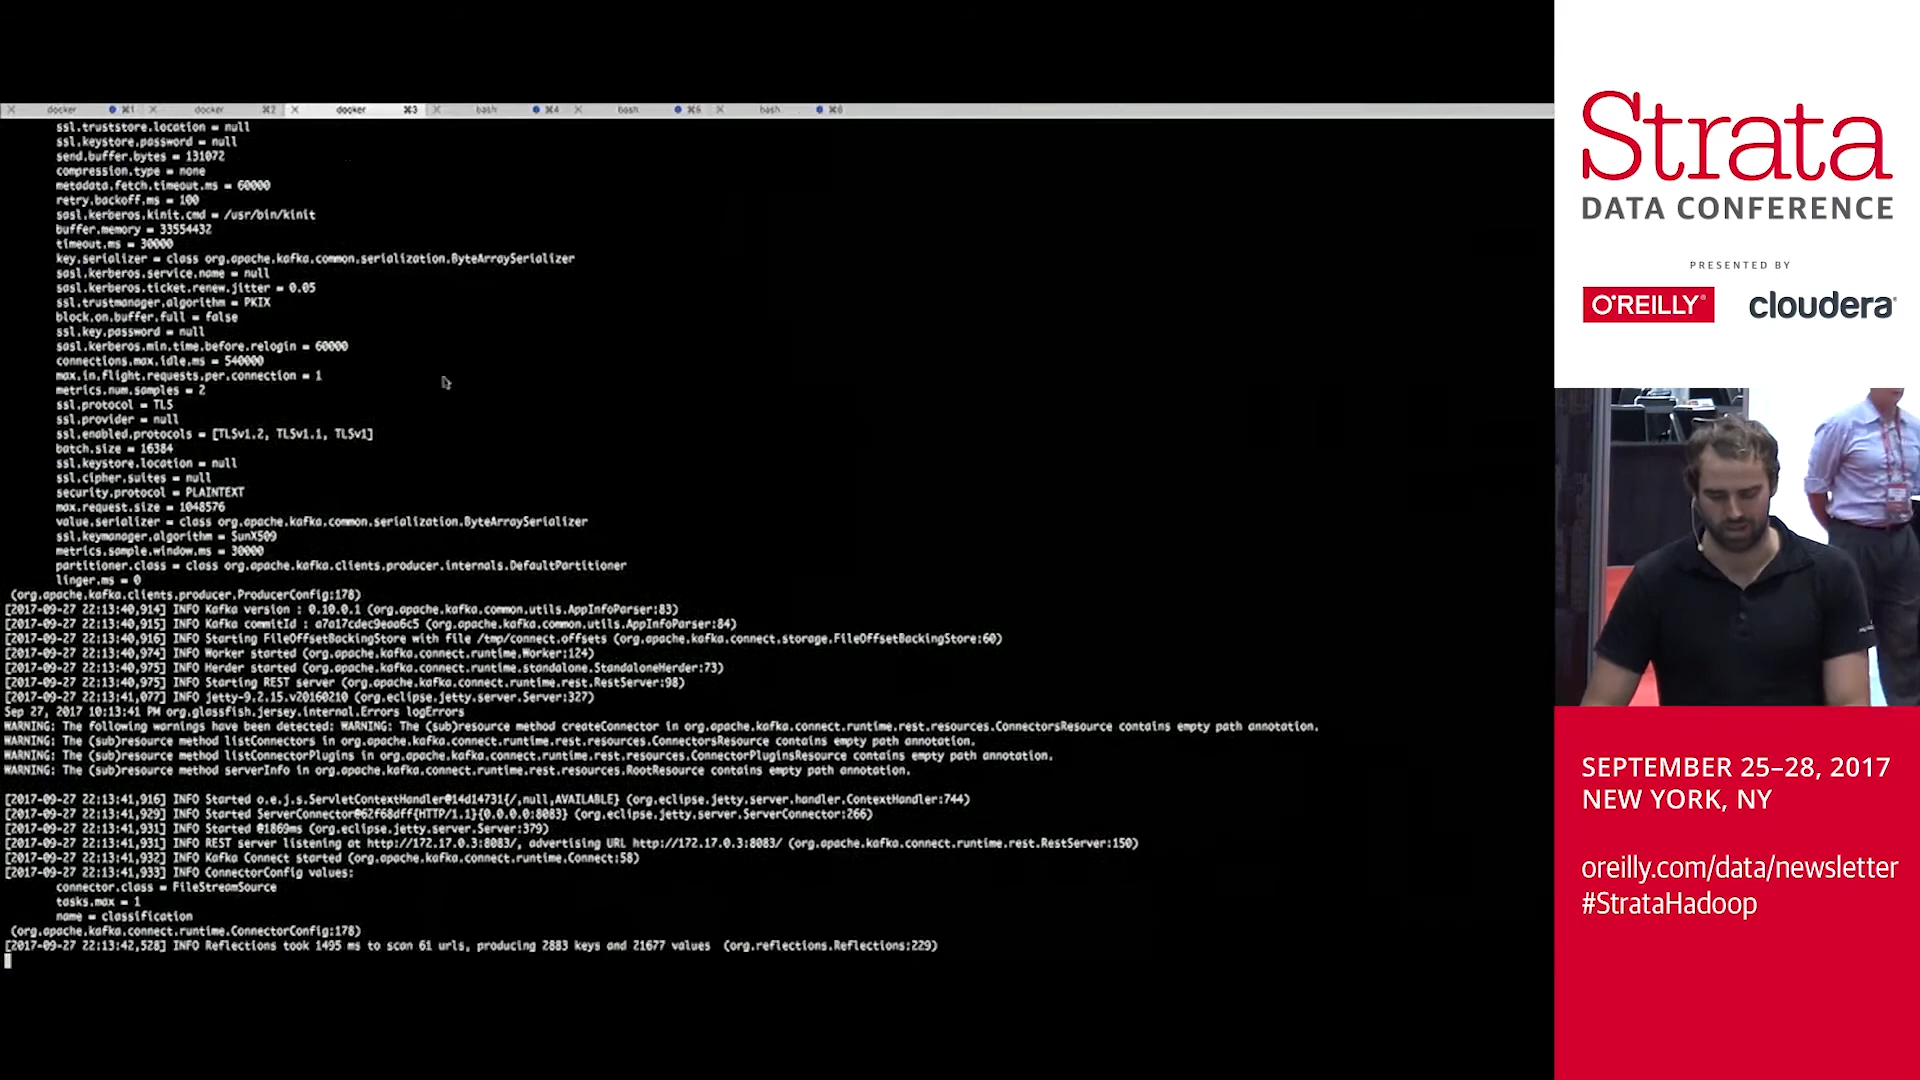 docker ⌘1 docker ⌘2 docker ⌘3 bash ⌘4 bash ⌘5 bash ⌘6
ssl.truststore.location = null
ssl.keystore.password = null
send.buffer.bytes = 131072
compression.type = none
metadata.fetch.timeout.ms = 60000
retry.backoff.ms = 100
sasl.kerberos.kinit.cmd = /usr/bin/kinit
buffer.memory = 33554432
timeout.ms = 30000
key.serializer = class org.apache.kafka.common.serialization.ByteArraySerializer
sasl.kerberos.service.name = null
sasl.kerberos.ticket.renew.jitter = 0.05
ssl.trustmanager.algorithm = PKIX
block.on.buffer.full = false
ssl.key.password = null
sasl.kerberos.min.time.before.relogin = 60000
connections.max.idle.ms = 540000
max.in.flight.requests.per.connection = 1
metrics.num.samples = 2
ssl.protocol = TLS
ssl.provider = null
ssl.enabled.protocols = [TLSv1.2, TLSv1.1, TLSv1]
batch.size = 16384
ssl.keystore.location = null
ssl.cipher.suites = null
security.protocol = PLAINTEXT
max.request.size = 1048576
value.serializer = class org.apache.kafka.common.serialization.ByteArraySerializer
ssl.keymanager.algorithm = SunX509
metrics.sample.window.ms = 30000
partitioner.class = class org.apache.kafka.clients.producer.internals.DefaultPartitioner
linger.ms = 0
(org.apache.kafka.clients.producer.ProducerConfig:178)
[2017-09-27 22:13:40,914] INFO Kafka version : 0.10.0.1 (org.apache.kafka.common.utils.AppInfoParser:83)
[2017-09-27 22:13:40,915] INFO Kafka commitId : a7a17cdec9eaa6c5 (org.apache.kafka.common.utils.AppInfoParser:84)
[2017-09-27 22:13:40,916] INFO Starting FileOffsetBackingStore with file /tmp/connect.offsets (org.apache.kafka.connect.storage.FileOffsetBackingStore:60)
[2017-09-27 22:13:40,974] INFO Worker started (org.apache.kafka.connect.runtime.Worker:124)
[2017-09-27 22:13:40,975] INFO Herder started (org.apache.kafka.connect.runtime.standalone.StandaloneHerder:73)
[2017-09-27 22:13:40,975] INFO Starting REST server (org.apache.kafka.connect.runtime.rest.RestServer:98)
[2017-09-27 22:13:41,077] INFO jetty-9.2.15.v20160210 (org.eclipse.jetty.server.Server:327)
Sep 27, 2017 10:13:41 PM org.glassfish.jersey.internal.Errors logErrors
WARNING: The following warnings have been detected: WARNING: The (sub)resource method createConnector in org.apache.kafka.connect.runtime.rest.resources.ConnectorsResource contains empty path annotation.
WARNING: The (sub)resource method listConnectors in org.apache.kafka.connect.runtime.rest.resources.ConnectorsResource contains empty path annotation.
WARNING: The (sub)resource method listConnectorPlugins in org.apache.kafka.connect.runtime.rest.resources.ConnectorPluginsResource contains empty path annotation.
WARNING: The (sub)resource method serverInfo in org.apache.kafka.connect.runtime.rest.resources.RootResource contains empty path annotation.
[2017-09-27 22:13:41,916] INFO Started o.e.j.s.ServletContextHandler@14d14731{/,null,AVAILABLE} (org.eclipse.jetty.server.handler.ContextHandler:744)
[2017-09-27 22:13:41,929] INFO Started ServerConnector@62f68dff{HTTP/1.1}{0.0.0.0:8083} (org.eclipse.jetty.server.ServerConnector:266)
[2017-09-27 22:13:41,931] INFO Started @1869ms (org.eclipse.jetty.server.Server:379)
[2017-09-27 22:13:41,931] INFO REST server listening at http://172.17.0.3:8083/, advertising URL http://172.17.0.3:8083/ (org.apache.kafka.connect.runtime.rest.RestServer:150)
[2017-09-27 22:13:41,932] INFO Kafka Connect started (org.apache.kafka.connect.runtime.Connect:58)
[2017-09-27 22:13:41,933] INFO ConnectorConfig values:
connector.class = FileStreamSource
tasks.max = 1
name = classification
(org.apache.kafka.connect.runtime.ConnectorConfig:178)
[2017-09-27 22:13:42,528] INFO Reflections took 1495 ms to scan 61 urls, producing 2883 keys and 21677 values (org.reflections.Reflections:229)
Strata
DATA CONFERENCE
PRESENTED BY
O'REILLY® cloudera
SEPTEMBER 25–28, 2017
NEW YORK, NY
oreilly.com/data/newsletter
#StrataHadoop